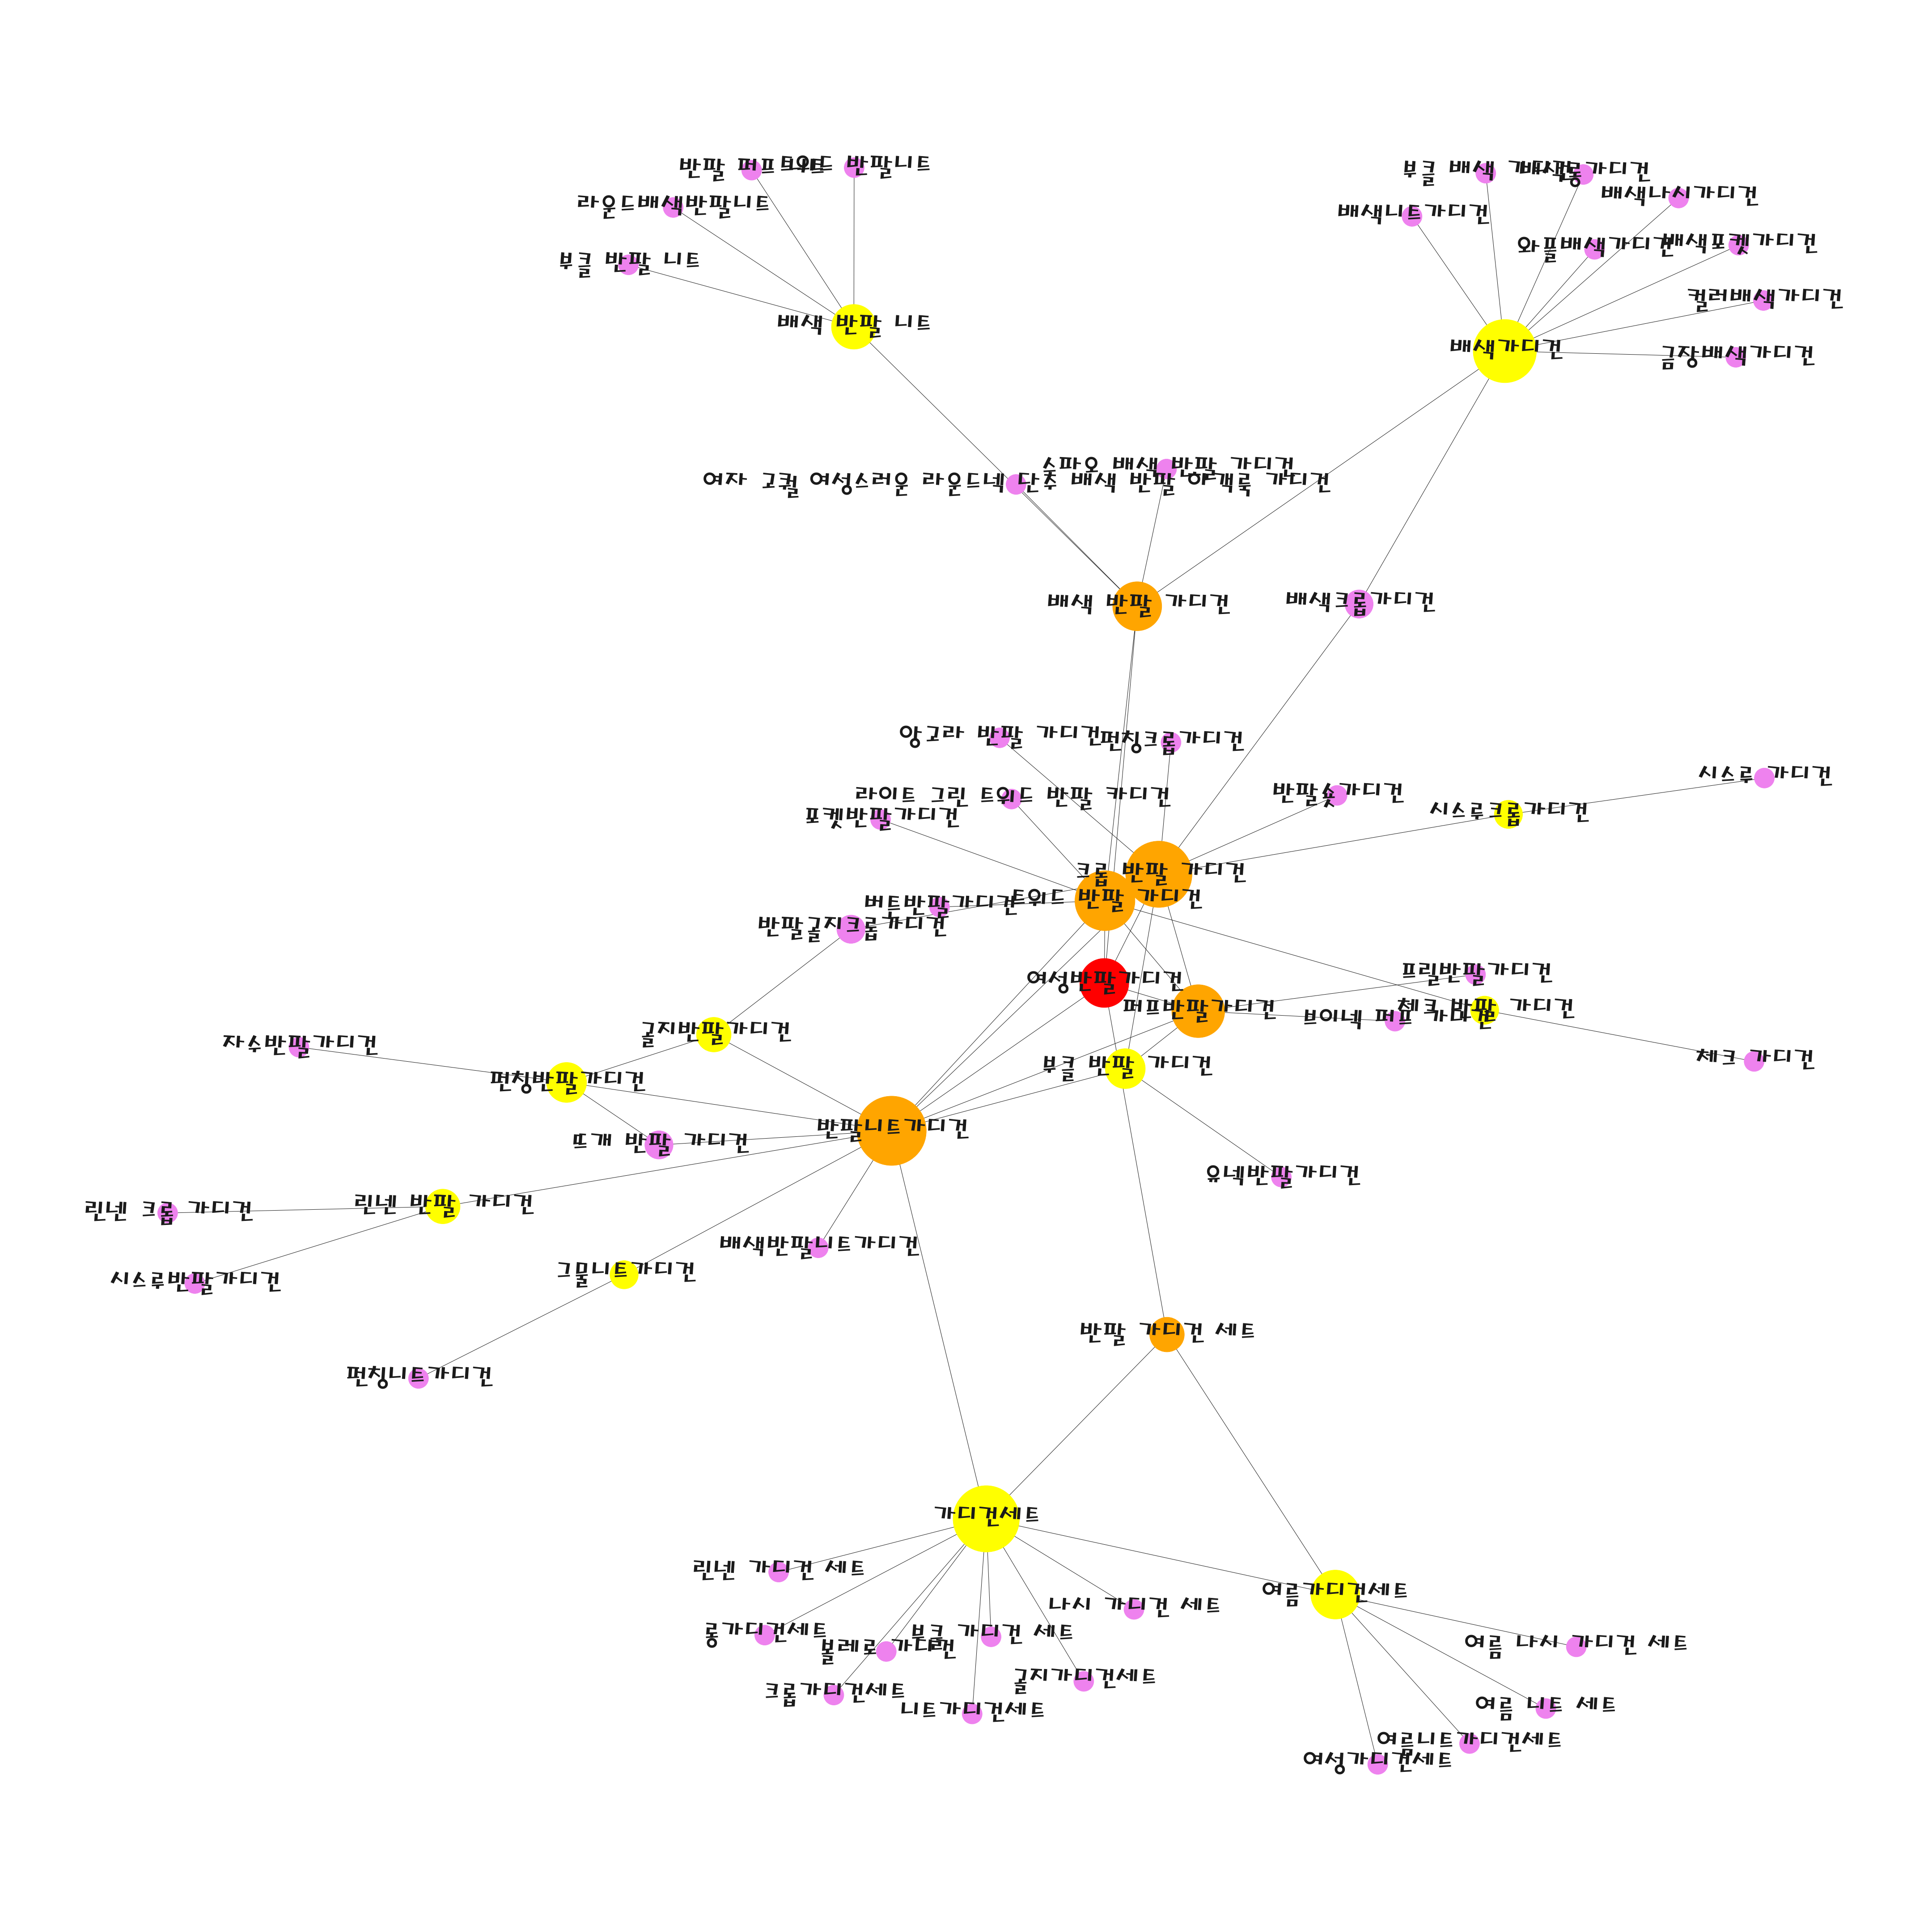 반팔 퍼프 니트
트위드 반팔니트
라운드배색반팔니트
부클 반팔 니트
배색 반팔 니트
부클 배색 가디건
배색롱가디건
배색나시가디건
배색니트가디건
와플배색가디건
배색포켓가디건
컬러배색가디건
배색가디건
금장배색가디건
슬파오 배색 반팔 가디건
여자 고퀄 여성스러운 라운드넥 단추 배색 반팔 아개룩 가디건
배색 반팔 가디건
배색크롭가디건
앙고라 반팔 가디건
펀칭크롭가디건
시스루가디건
라이트 그린 트위드 반팔 카디건
반팔숏가디건
포켓반팔가디건
시스루크롭가디건
크롭 반팔 가디건
트위드 반팔 가디건
버튼반팔가디건
반팔골지크롭가디건
여성반팔가디건
프릴반팔가디건
퍼프반팔가디건
브이넥 퍼프 가디건
체크 반팔 가디건
골지반팔가디건
자수반팔가디건
체크 가디건
부클 반팔 가디건
펀칭반팔가디건
반팔니트가디건
뜨개 반팔 가디건
유넥반팔가디건
린넨 반팔 가디건
린넨 크롭 가디건
배색반팔니트가디건
그물니트가디건
시스루반팔가디건
반팔 가디건 세트
펀칭니트가디건
가디건세트
린넨 가디건 세트
여름가디건세트
나시 가디건 세트
롱가디건세트
부클 가디건 세트
볼레로가디건
여름 나시 가디건 세트
골지가디건세트
크롭가디건세트
니트가디건세트
여름 니트 세트
여름니트가디건세트
여성가디건세트